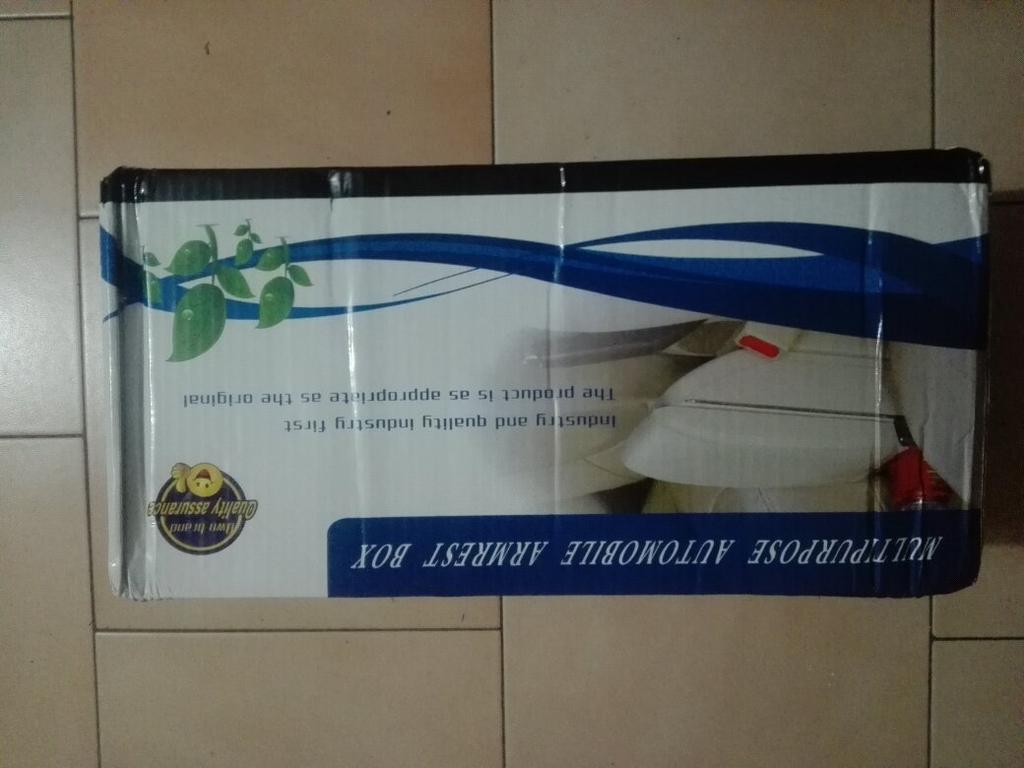 MULTIPURPOSE AUTOMOBILE ARMREST BOX
Industry and quality industry first
The product is as appropriate as the original
brand
Quality assurance